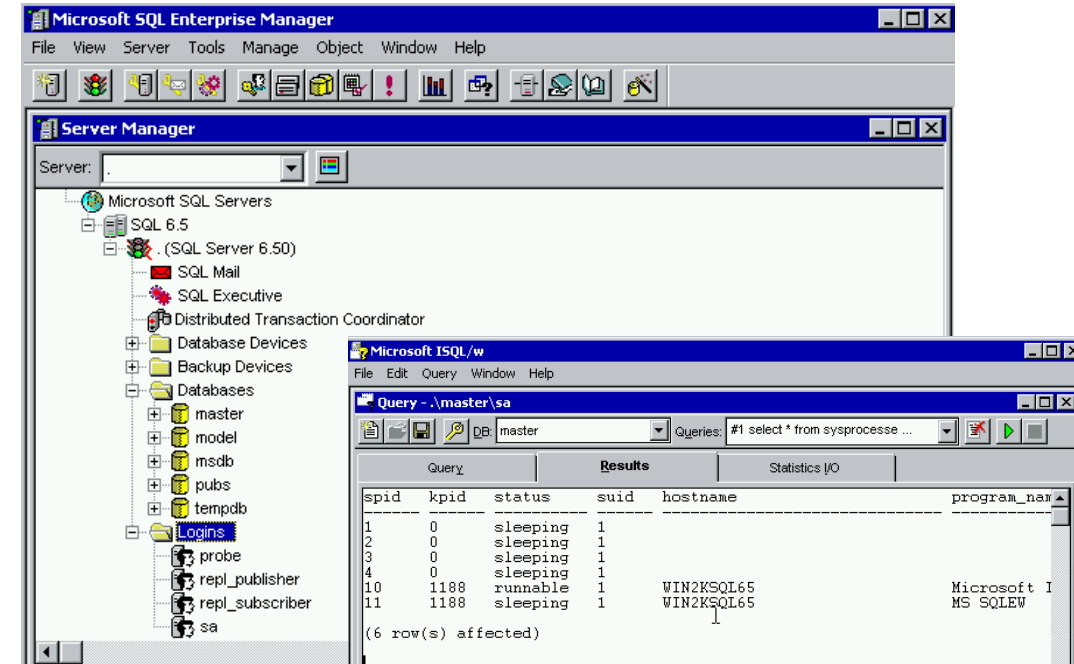 Microsoft SQL Enterprise Manager
File View Server Tools Manage Object Window Help
Server Manager
Server: .
Microsoft SQL Servers
SQL 6.5
. (SQL Server 6.50)
SQL Mail
SQL Executive
Distributed Transaction Coordinator
Database Devices
Backup Devices
Databases
master
model
msdb
pubs
tempdb
Logins
probe
repl_publisher
repl_subscriber
sa
Microsoft ISQL/w
File Edit Query Window Help
Query - .\master\sa
DB: master Queries: #1 select * from sysprocesse ...
Query Results Statistics I/O
spid kpid status suid hostname program_nam
------ ------ ---------- ------ ------------------------------ ----------
1 0 sleeping 1
2 0 sleeping 1
3 0 sleeping 1
4 0 sleeping 1
10 1188 runnable 1 WIN2KSQL65 Microsoft I
11 1188 sleeping 1 WIN2KSQL65 MS SQLEW
(6 row(s) affected)